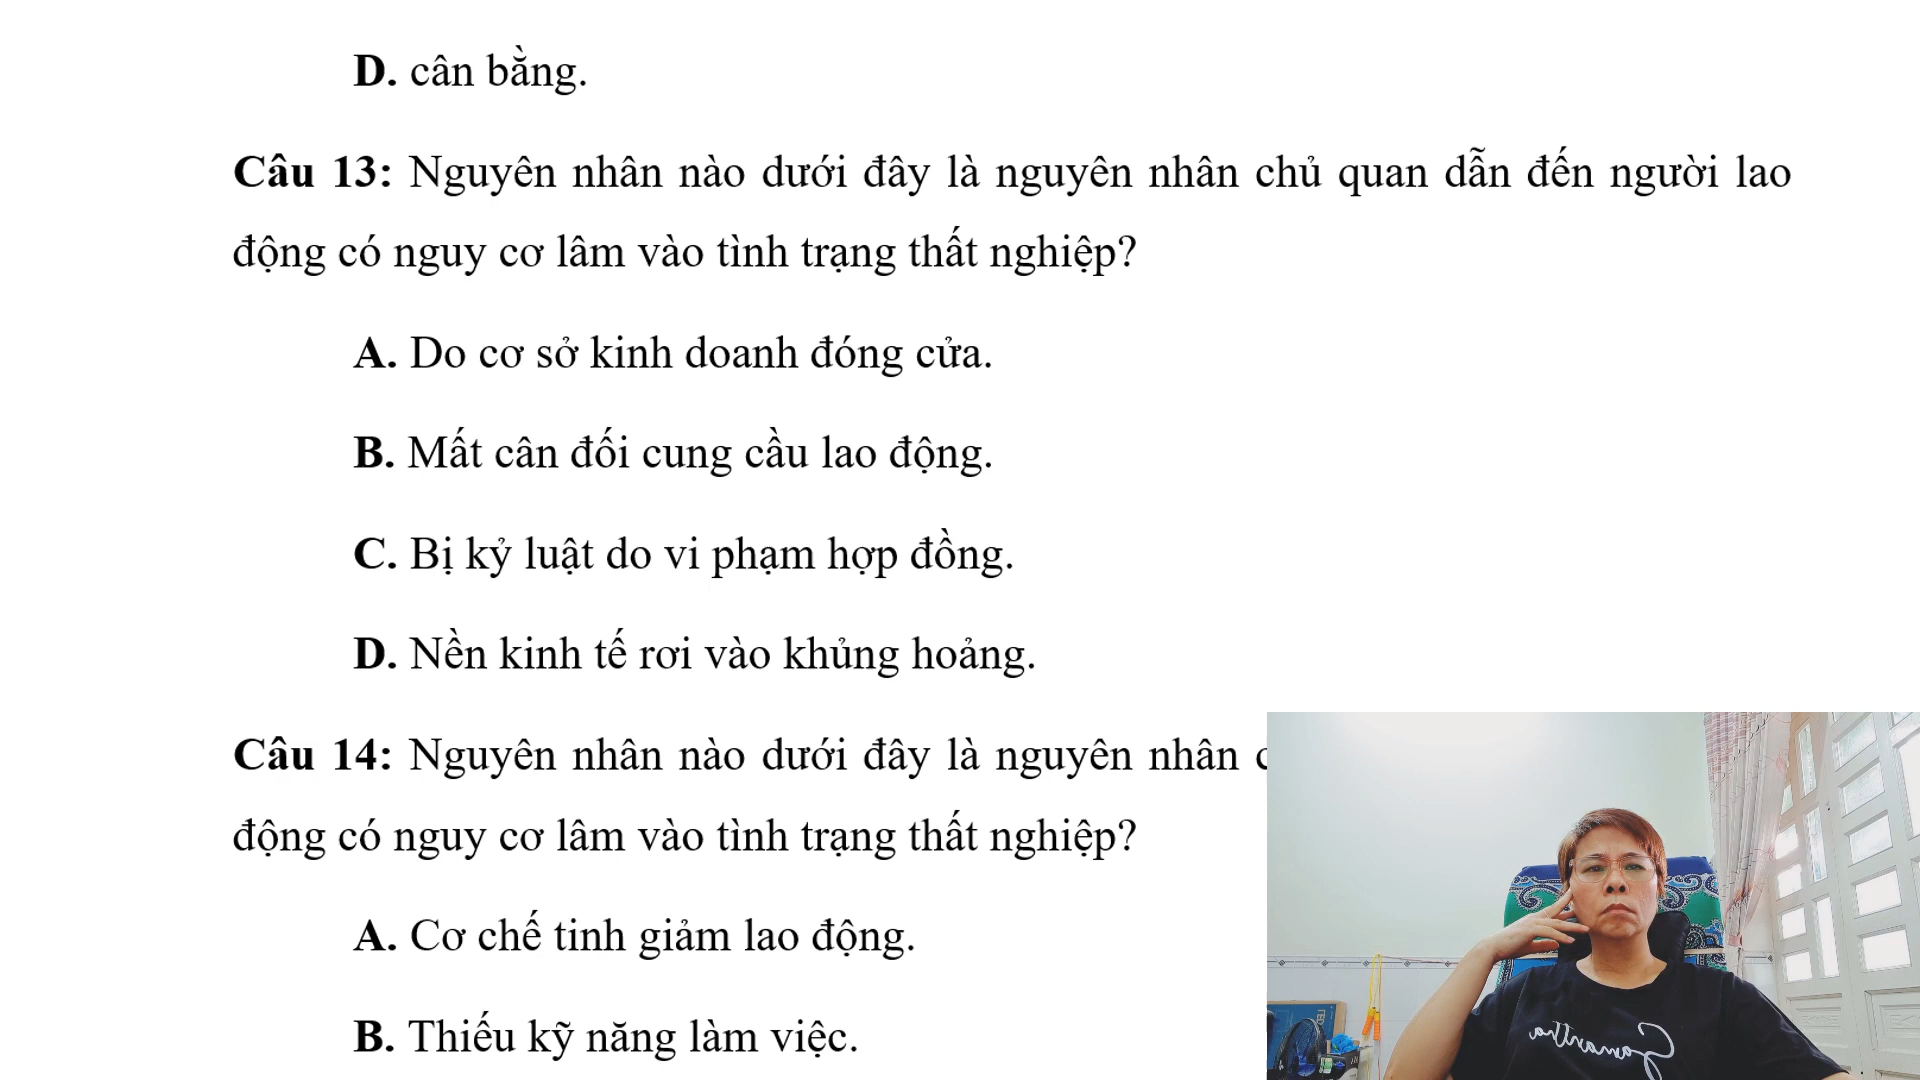 D. cân bằng.
Câu 13: Nguyên nhân nào dưới đây là nguyên nhân chủ quan dẫn đến người lao
động có nguy cơ lâm vào tình trạng thất nghiệp?
A. Do cơ sở kinh doanh đóng cửa.
B. Mất cân đối cung cầu lao động.
C. Bị kỷ luật do vi phạm hợp đồng.
D. Nền kinh tế rơi vào khủng hoảng.
Câu 14: Nguyên nhân nào dưới đây là nguyên nhân
động có nguy cơ lâm vào tình trạng thất nghiệp?
A. Cơ chế tinh giảm lao động.
B. Thiếu kỹ năng làm việc.
Samantha